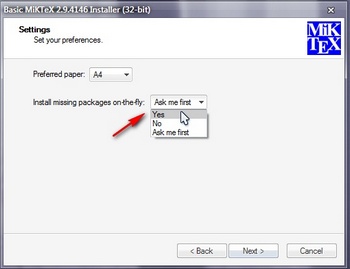 Basic MiKTeX 2.9.4146 Installer (32-bit)
Settings
Set your preferences.
MiK
TEX
Preferred paper: A4
Install missing packages on-the-fly: Ask me first
Yes
No
Ask me first
< Back Next > Cancel